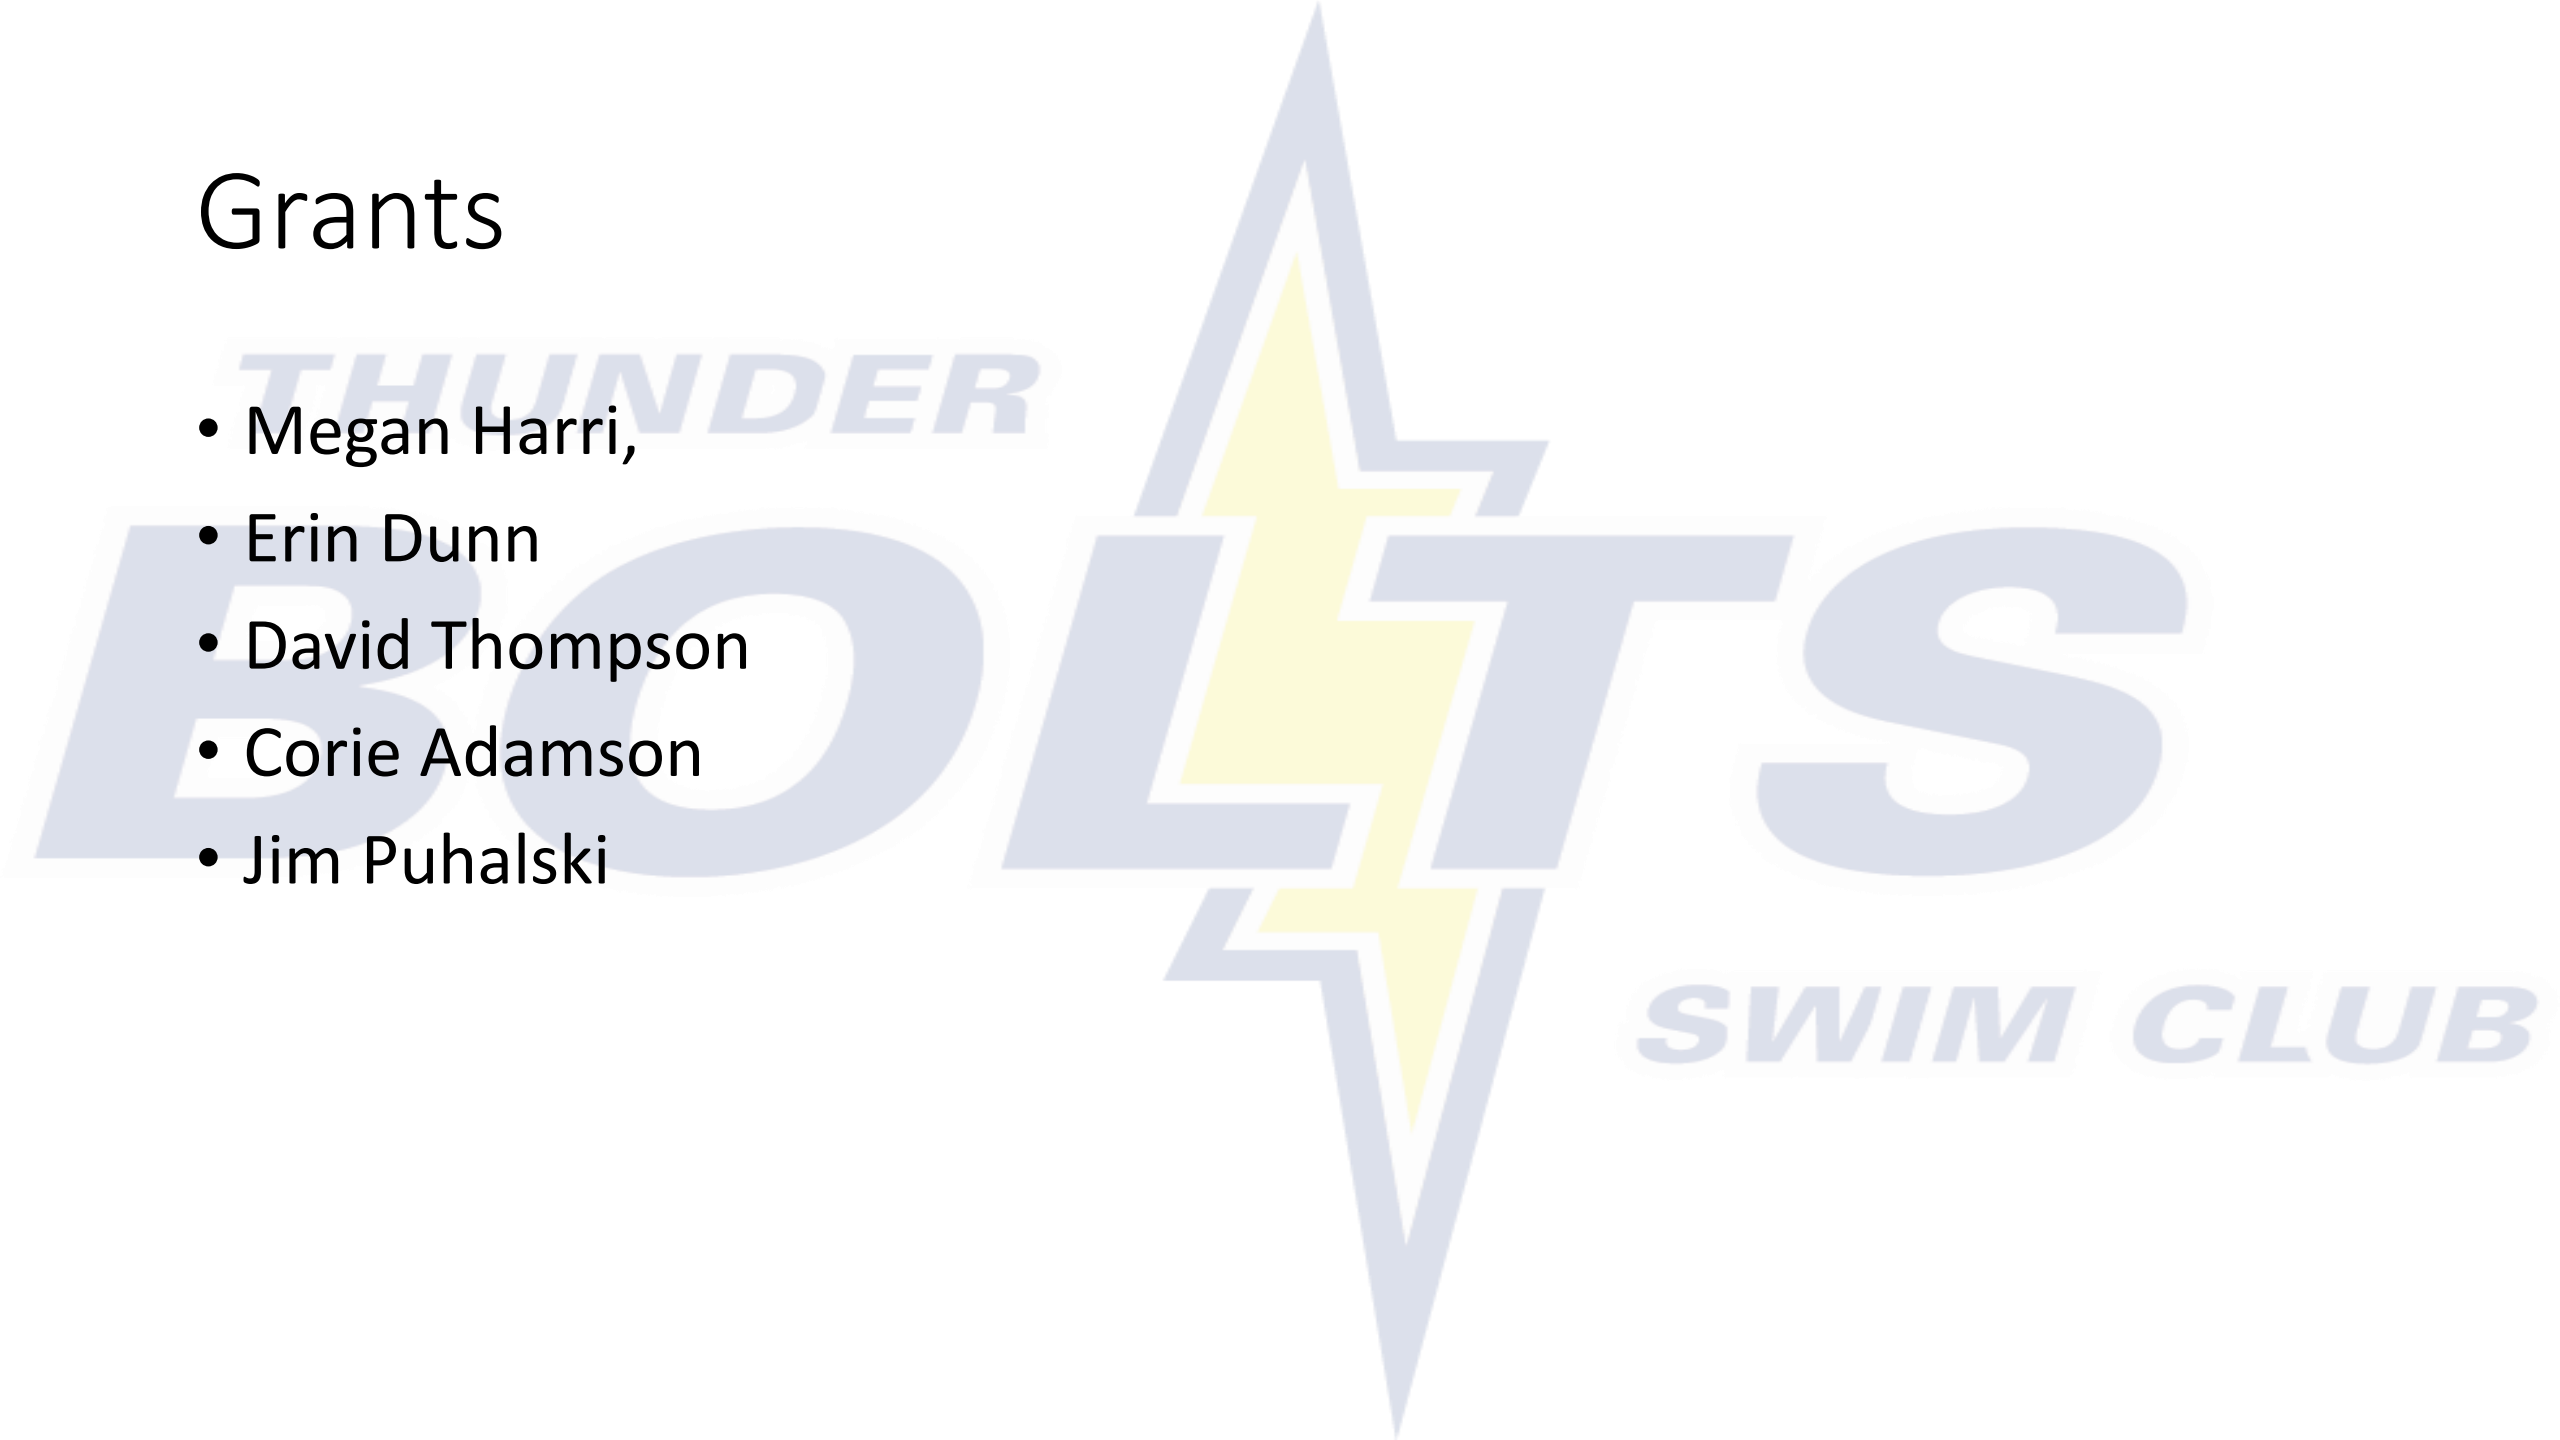 Grants
THUNDER
• Megan Harri,
• Erin Dunn
BOLTS
• David Thompson
• Corie Adamson
• Jim Puhalski
SWIM CLUB